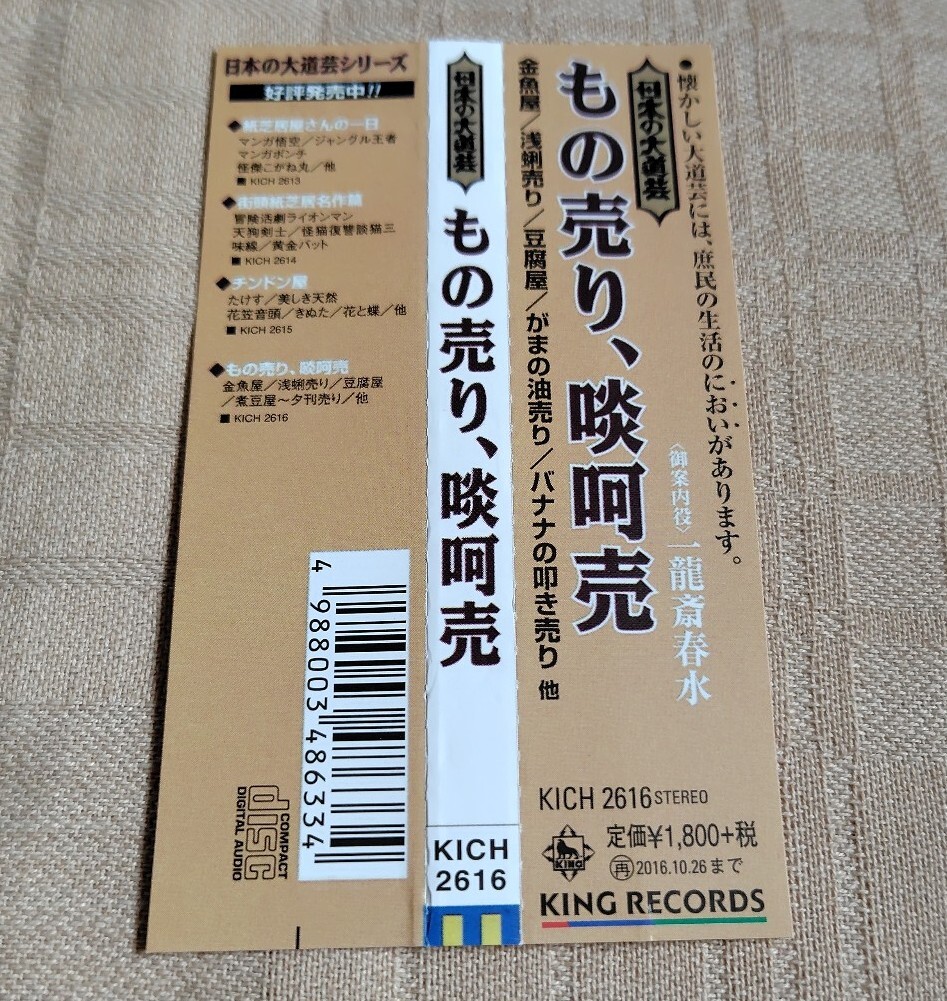 日本の大道芸シリーズ
好評発売中!!
◆紙芝居屋さんの一日
マンガ悟空／ジャングル王者
マンガポンチ
怪傑こがね丸／他
■ KICH 2613
◆街頭紙芝居名作篇
冒険活劇ライオンマン
天狗剣士／怪猫復讐談猫三
味線／黄金バット
■ KICH 2614
◆チンドン屋
たけす／美しき天然
花笠音頭／きぬた／花と蝶／他
■ KICH 2615
◆もの売り、啖呵売
金魚屋／浅蜊売り／豆腐屋
／煮豆屋〜夕刊売り／他
■ KICH 2616
4 988003 486334
COMPACT
disc
DIGITAL AUDIO
日本の大道芸
もの売り、啖呵売
KICH
2616
●懐かしい大道芸には、庶民の生活のにおいがあります。
〈御案内役〉一龍斎春水
日本の大道芸
もの売り、啖呵売
金魚屋／浅蜊売り／豆腐屋／がまの油売り／バナナの叩き売り 他
KICH 2616 STEREO
KING
定価¥1,800+税
再 2016.10.26まで
KING RECORDS